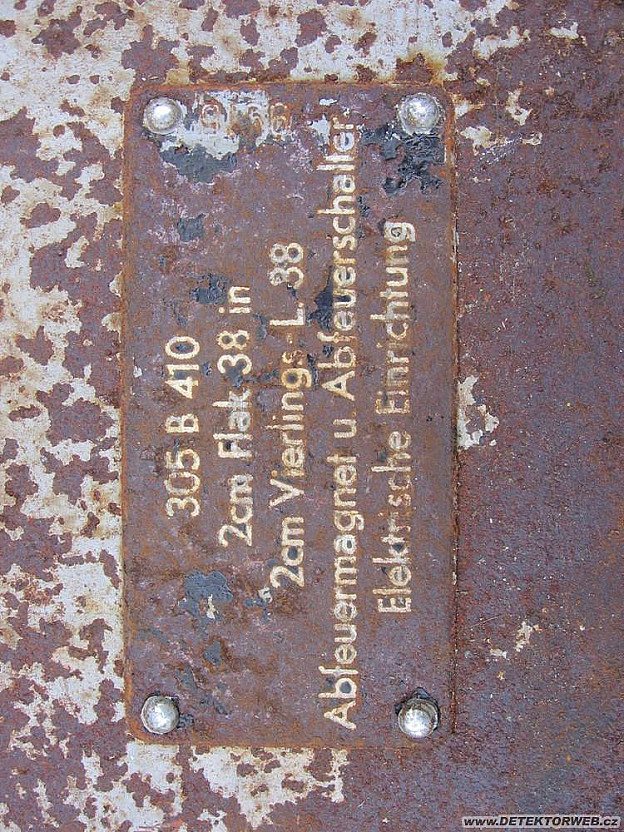 305 B 410
2cm Flak 38 in
"2cm Vierlings L. 38
Abfeuermagnet u Abfeuerschalter
Elektrische Einrichtung
www.DETEKTORWEB.cz